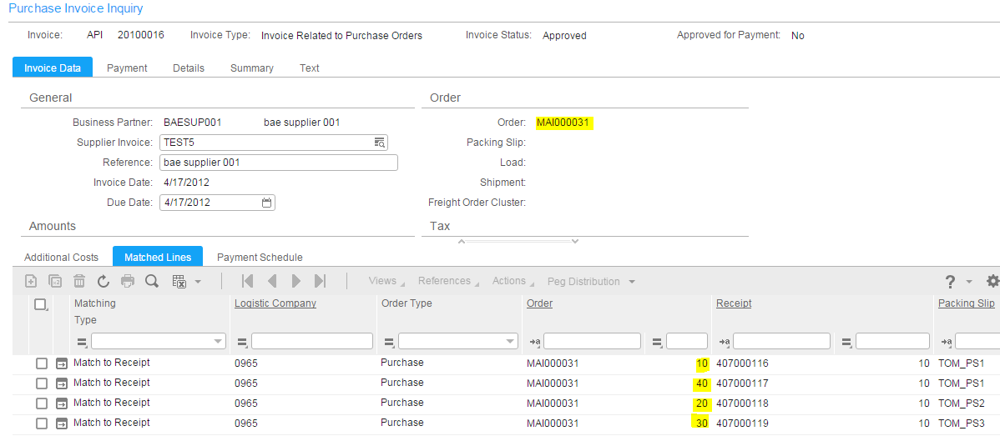 Purchase Invoice Inquiry
Invoice: API 20100016 Invoice Type: Invoice Related to Purchase Orders Invoice Status: Approved Approved for Payment: No
Invoice Data Payment Details Summary Text
General Order
Business Partner: BAESUP001 bae supplier 001 Order: MAI000031
Supplier Invoice: TEST5 Packing Slip:
Reference: bae supplier 001 Load:
Invoice Date: 4/17/2012 Shipment:
Due Date: 4/17/2012 Freight Order Cluster:
Amounts Tax
Additional Costs Matched Lines Payment Schedule
Views References Actions Peg Distribution ?
Matching Logistic Company Order Type Order Receipt Packing Slip
Type
Match to Receipt 0965 Purchase MAI000031 10 407000116 10 TOM_PS1
Match to Receipt 0965 Purchase MAI000031 40 407000117 10 TOM_PS1
Match to Receipt 0965 Purchase MAI000031 20 407000118 10 TOM_PS2
Match to Receipt 0965 Purchase MAI000031 30 407000119 10 TOM_PS3